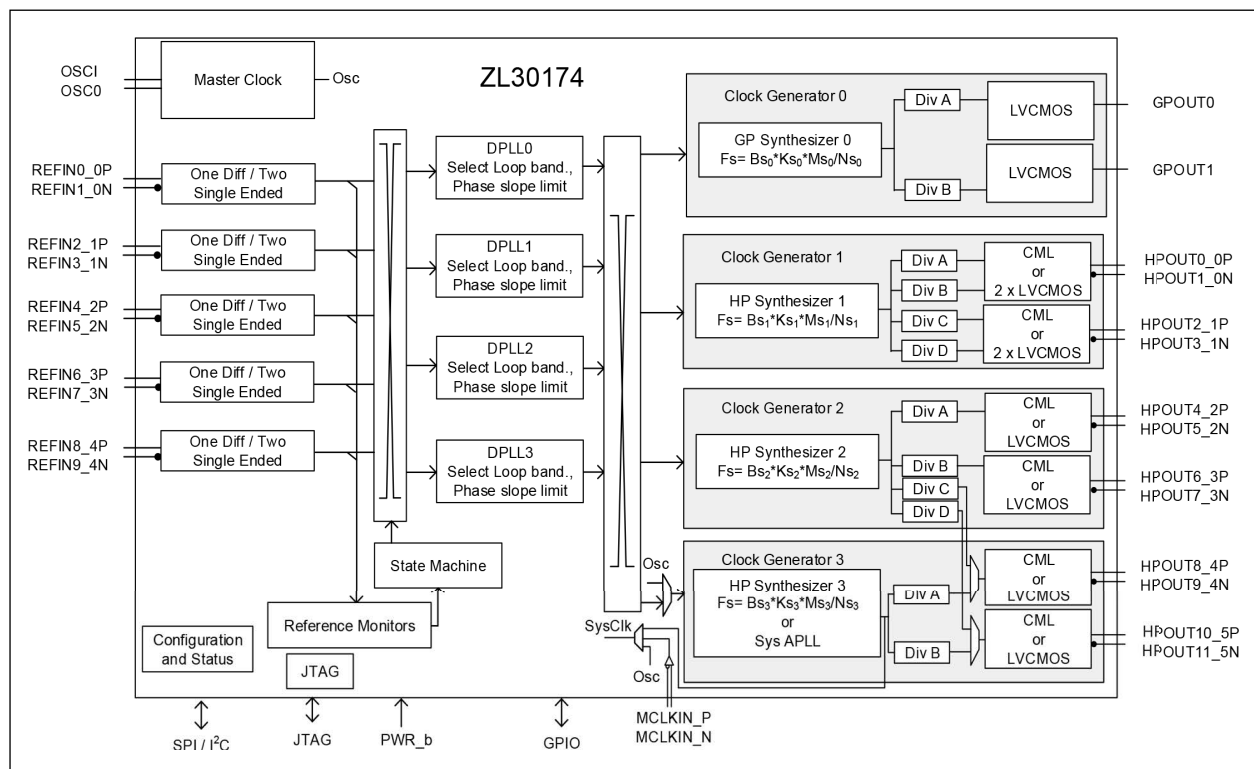 ZL30174
OSCI
OSC0
Master Clock
Osc
REFIN0_0P
REFIN1_0N
One Diff / Two
Single Ended
REFIN2_1P
REFIN3_1N
One Diff / Two
Single Ended
REFIN4_2P
REFIN5_2N
One Diff / Two
Single Ended
REFIN6_3P
REFIN7_3N
One Diff / Two
Single Ended
REFIN8_4P
REFIN9_4N
One Diff / Two
Single Ended
DPLL0
Select Loop band.,
Phase slope limit
DPLL1
Select Loop band.,
Phase slope limit
DPLL2
Select Loop band.,
Phase slope limit
DPLL3
Select Loop band.,
Phase slope limit
State Machine
Reference Monitors
Configuration
and Status
JTAG
Clock Generator 0
GP Synthesizer 0
Fs= Bs0*Ks0*Ms0/Ns0
Div A
Div B
LVCMOS
LVCMOS
GPOUT0
GPOUT1
Clock Generator 1
HP Synthesizer 1
Fs= Bs1*Ks1*Ms1/Ns1
Div A
Div B
Div C
Div D
CML
or
2 x LVCMOS
CML
or
2 x LVCMOS
HPOUT0_0P
HPOUT1_0N
HPOUT2_1P
HPOUT3_1N
Clock Generator 2
HP Synthesizer 2
Fs= Bs2*Ks2*Ms2/Ns2
Div A
Div B
Div C
Div D
CML
or
LVCMOS
CML
or
LVCMOS
HPOUT4_2P
HPOUT5_2N
HPOUT6_3P
HPOUT7_3N
Clock Generator 3
HP Synthesizer 3
Fs= Bs3*Ks3*Ms3/Ns3
or
Sys APLL
Div A
Div B
CML
or
LVCMOS
CML
or
LVCMOS
HPOUT8_4P
HPOUT9_4N
HPOUT10_5P
HPOUT11_5N
Osc
SysClk
Osc
SPI / I²C
JTAG
PWR_b
GPIO
MCLKIN_P
MCLKIN_N